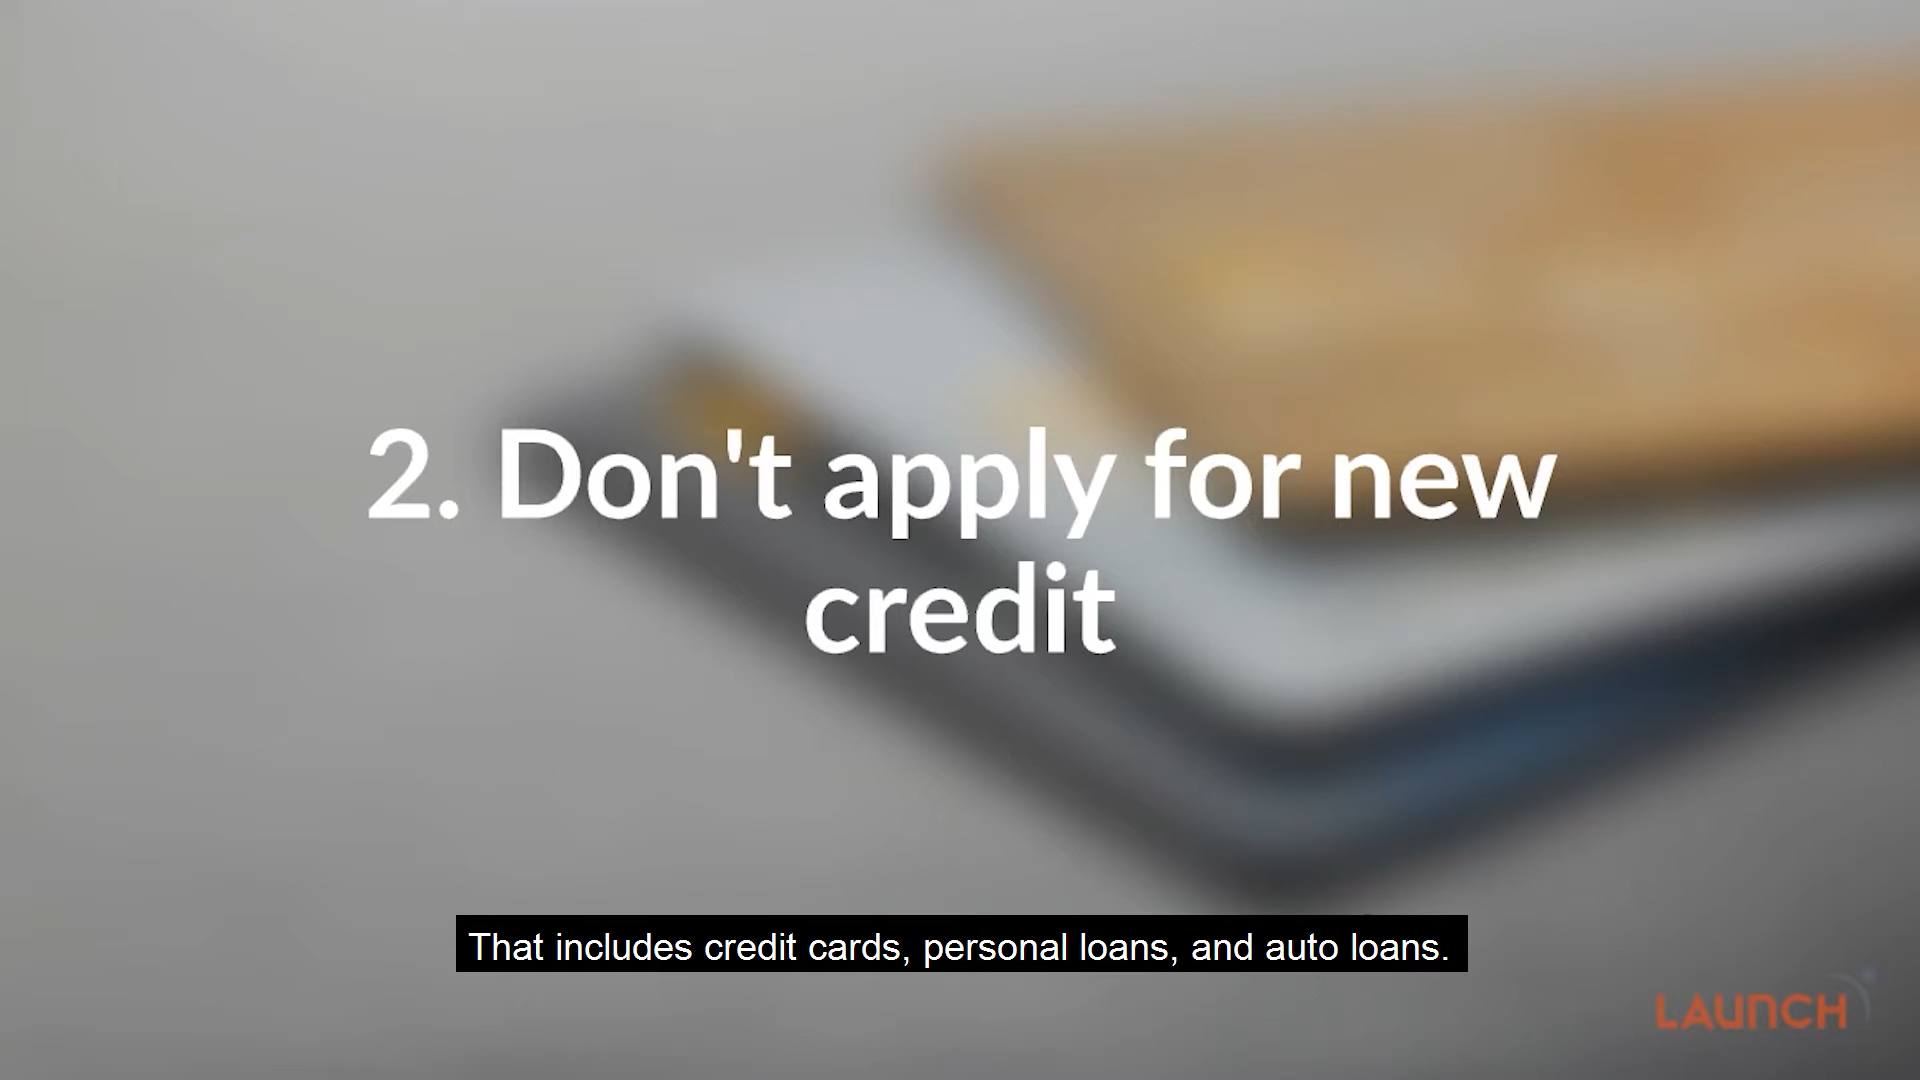 2. Don't apply for new
credit
That includes credit cards, personal loans, and auto loans.
LAUNCH